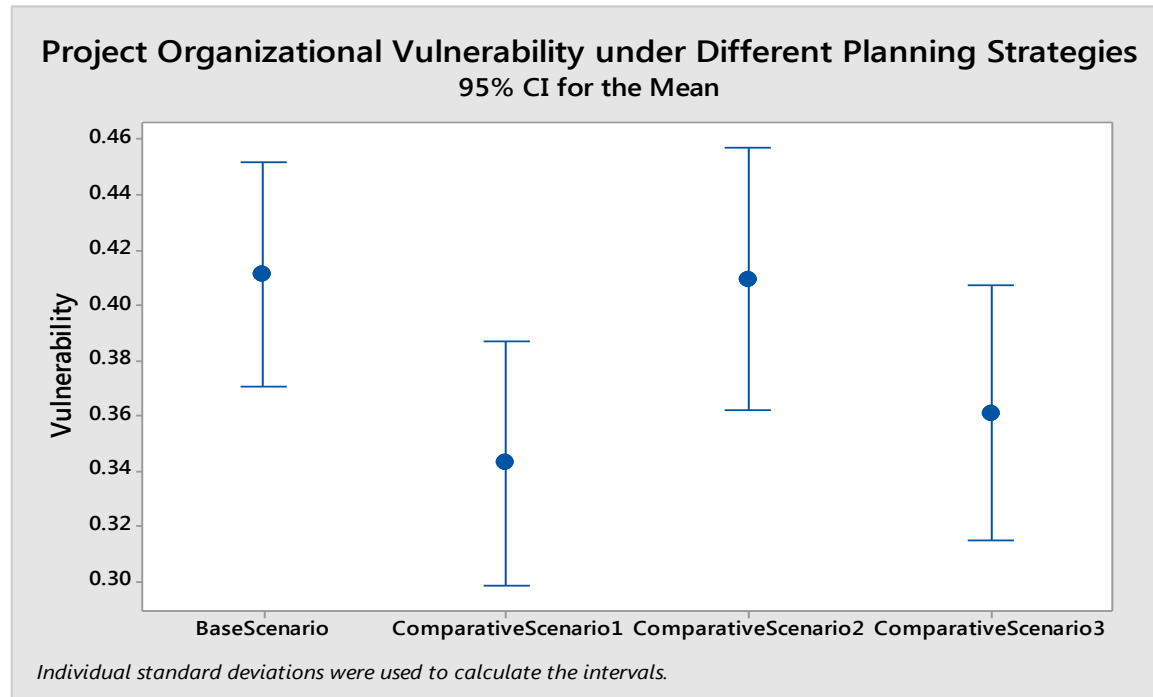 Project Organizational Vulnerability under Different Planning Strategies
95% CI for the Mean
Vulnerability
0.46
0.44
0.42
0.40
0.38
0.36
0.34
0.32
0.30
BaseScenario ComparativeScenario1 ComparativeScenario2 ComparativeScenario3
Individual standard deviations were used to calculate the intervals.